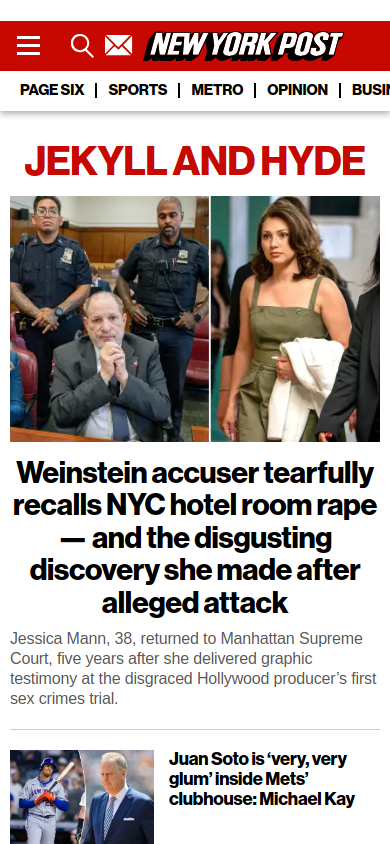 NEW YORK POST
PAGE SIX
SPORTS
METRO
OPINION
BUSIN
JEKYLL AND HYDE
Weinstein accuser tearfully
recalls NYC hotel room rape
— and the disgusting
discovery she made after
alleged attack
Jessica Mann, 38, returned to Manhattan Supreme
Court, five years after she delivered graphic
testimony at the disgraced Hollywood producer’s first
sex crimes trial.
Juan Soto is ‘very, very
glum’ inside Mets’
clubhouse: Michael Kay